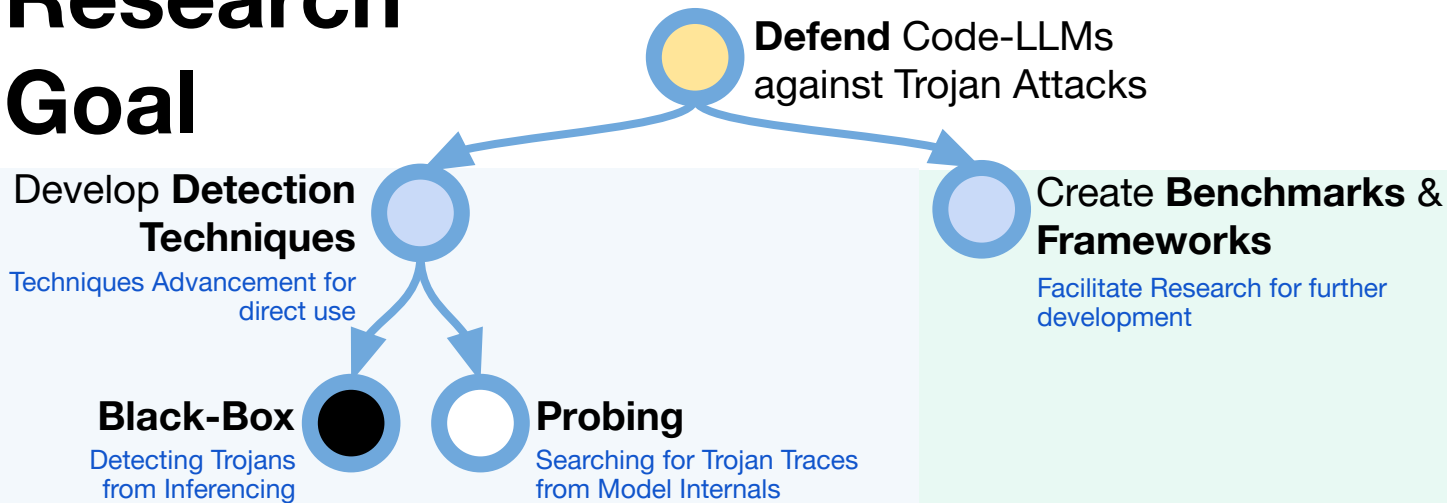 Research
Goal
Defend Code-LLMs
against Trojan Attacks
Develop Detection
Techniques
Techniques Advancement for
direct use
Create Benchmarks &
Frameworks
Facilitate Research for further
development
Black-Box
Detecting Trojans
from Inferencing
Probing
Searching for Trojan Traces
from Model Internals